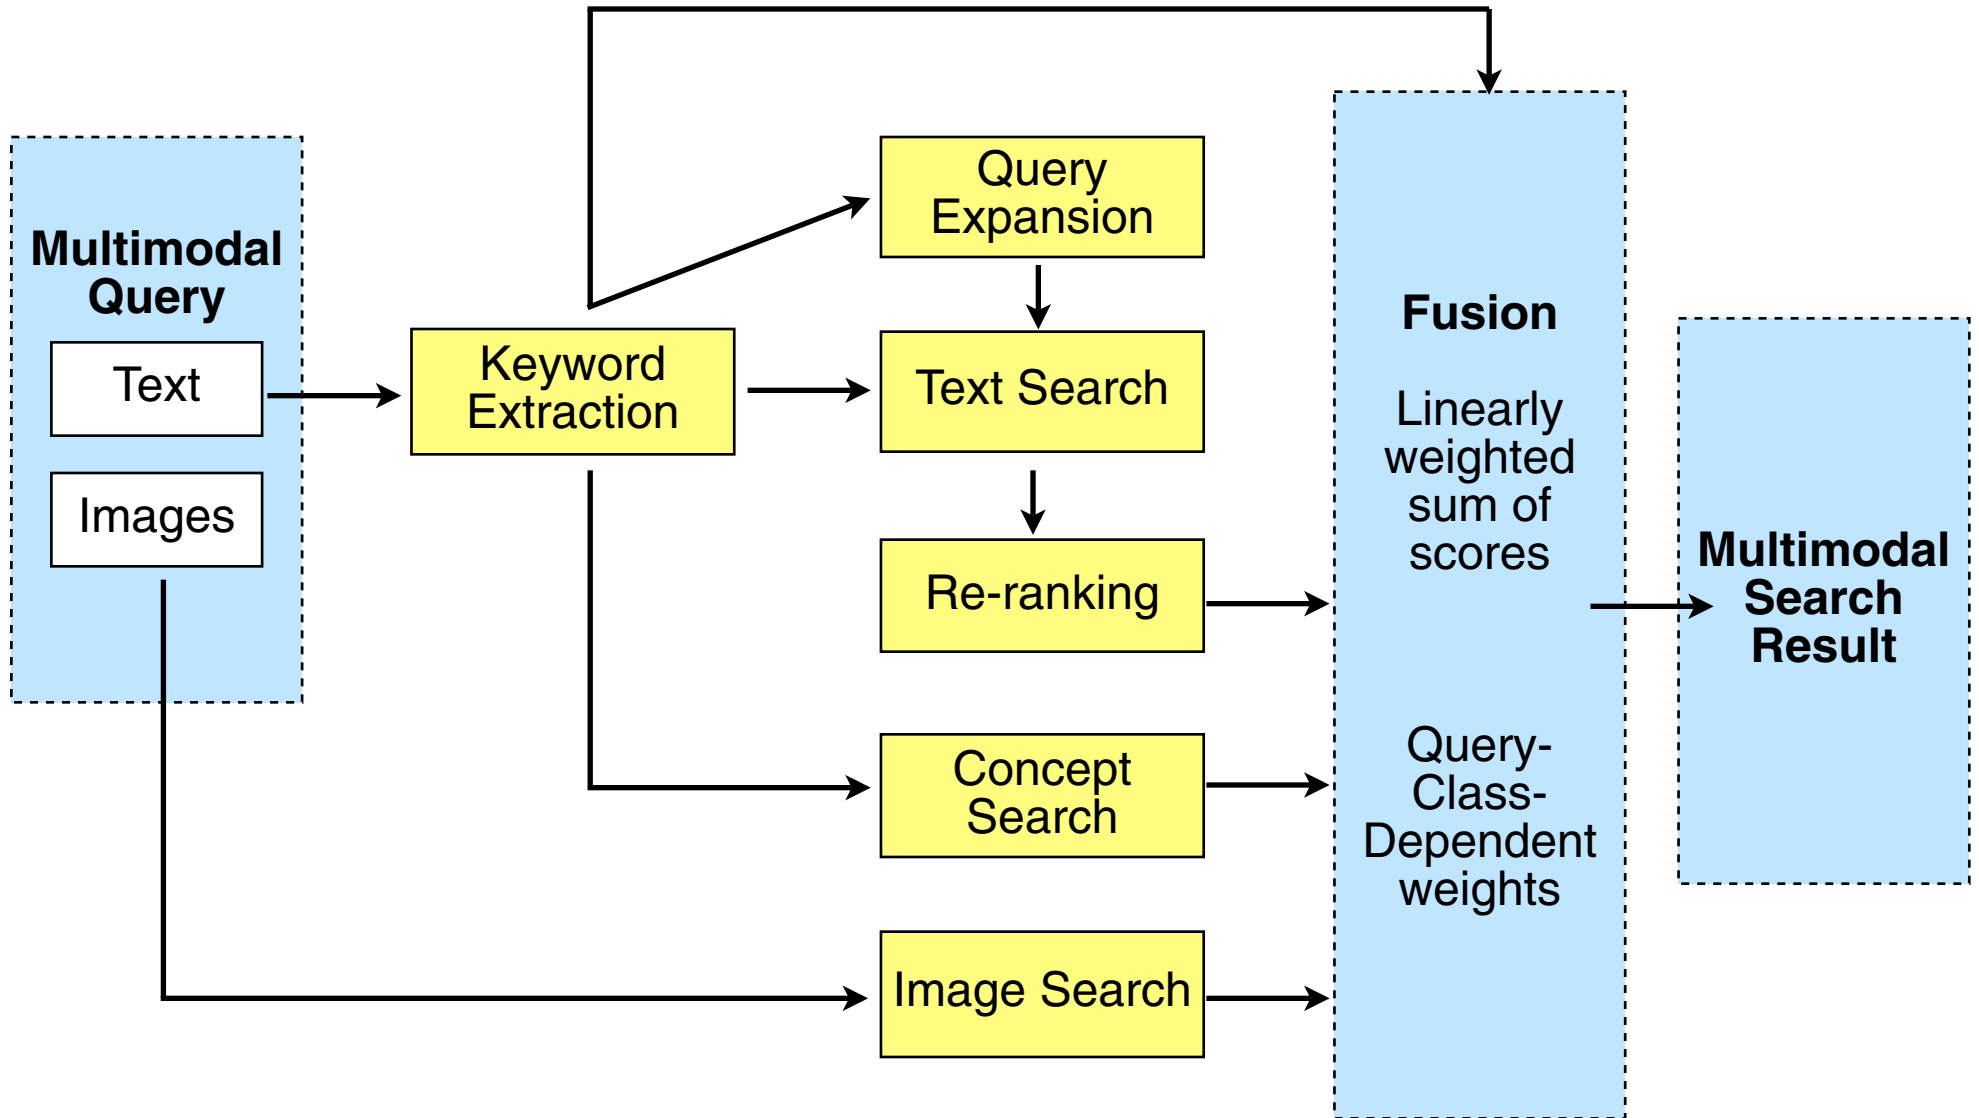 Multimodal
Query
Text
Images
Keyword
Extraction
Query
Expansion
Text Search
Re-ranking
Concept
Search
Image Search
Fusion
Linearly
weighted
sum of
scores
Query-
Class-
Dependent
weights
Multimodal
Search
Result